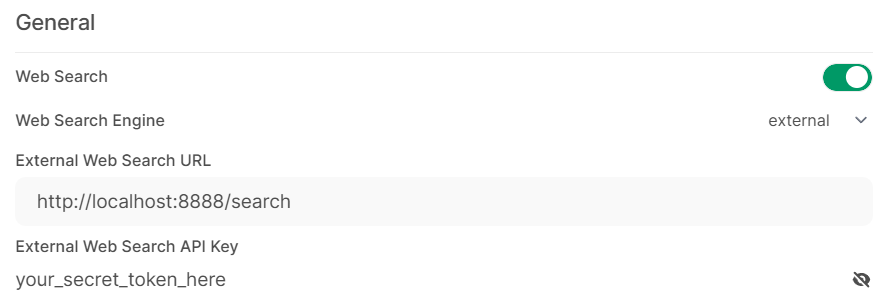 General
Web Search
Web Search Engine external
External Web Search URL
http://localhost:8888/search
External Web Search API Key
your_secret_token_here